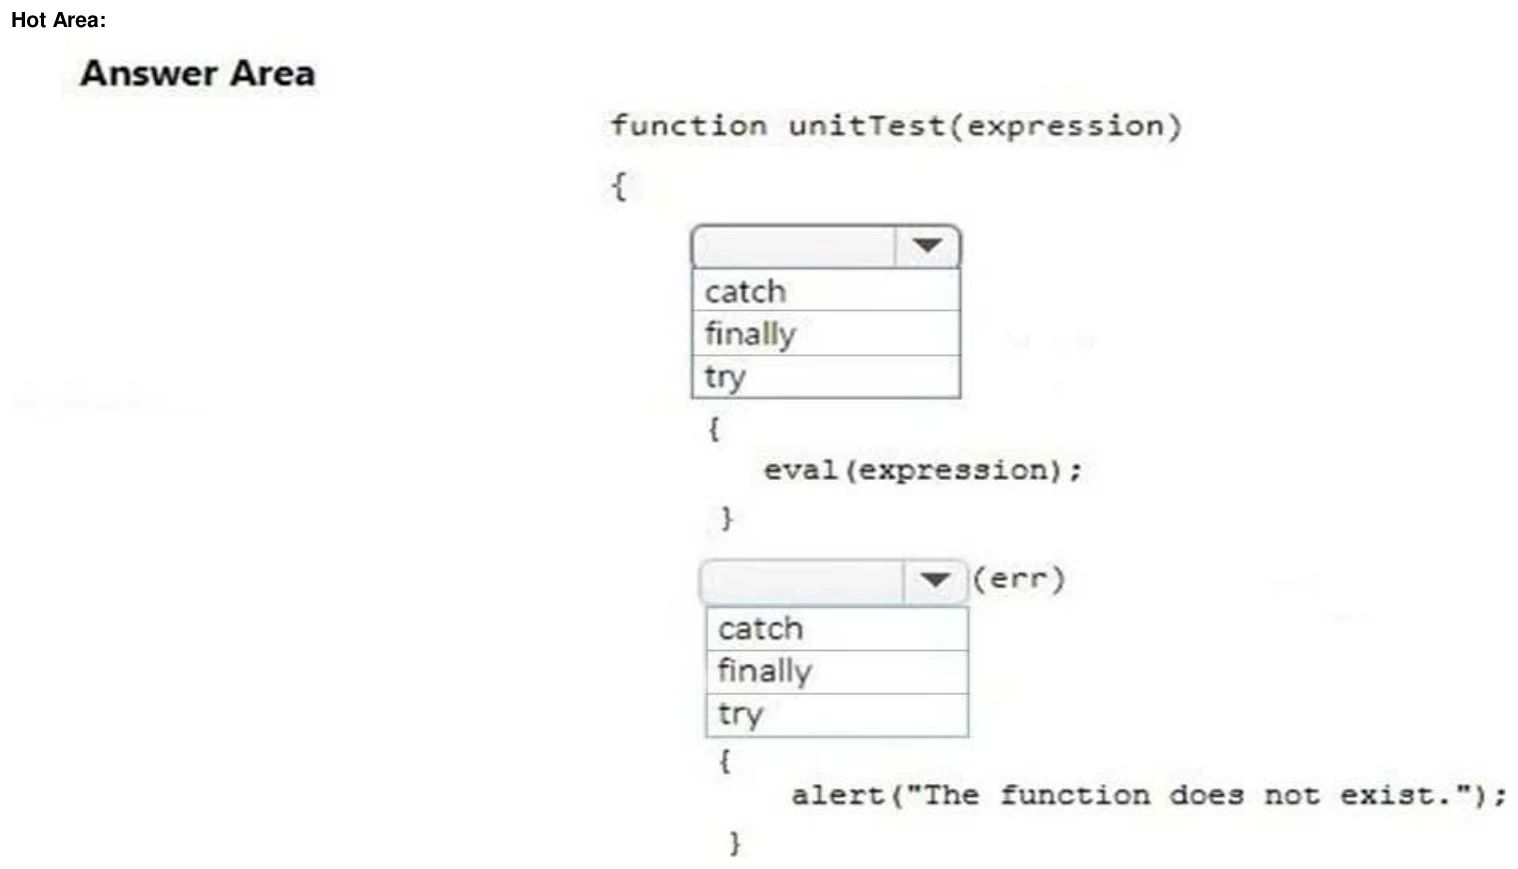 Hot Area:
Answer Area
function unitTest(expression)
{
catch
finally
try
{
eval(expression);
}
(err)
catch
finally
try
{
alert("The function does not exist.");
}